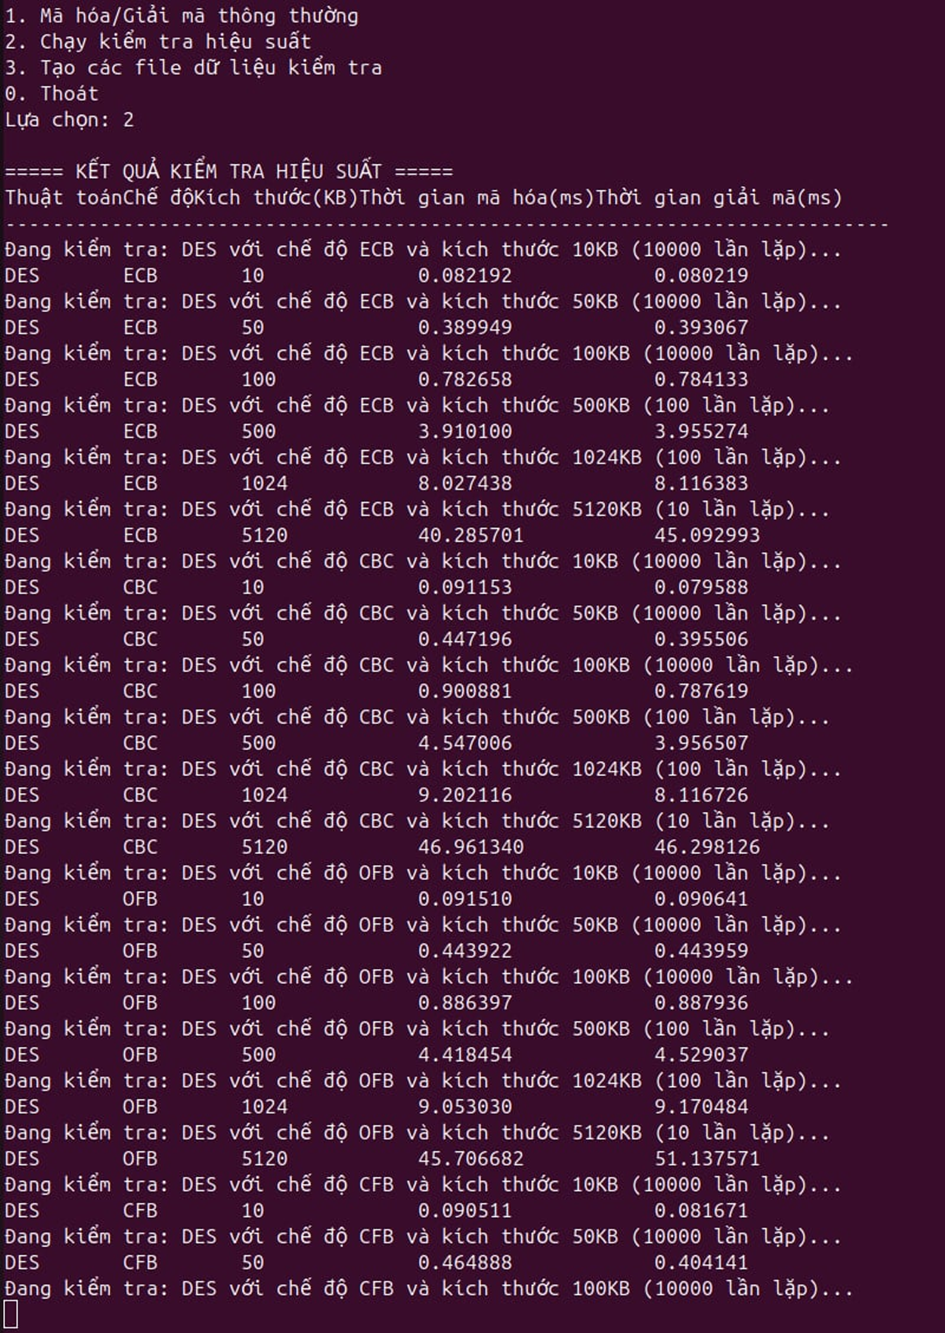 1. Mã hóa/Giải mã thông thường
2. Chạy kiểm tra hiệu suất
3. Tạo các file dữ liệu kiểm tra
0. Thoát
Lựa chọn: 2
===== KẾT QUẢ KIỂM TRA HIỆU SUẤT =====
Thuật toánChế độKích thước(KB)Thời gian mã hóa(ms)Thời gian giải mã(ms)
---------------------------------------------------------------------------
Đang kiểm tra: DES với chế độ ECB và kích thước 10KB (10000 lần lặp)...
DES ECB 10 0.082192 0.080219
Đang kiểm tra: DES với chế độ ECB và kích thước 50KB (10000 lần lặp)...
DES ECB 50 0.389949 0.393067
Đang kiểm tra: DES với chế độ ECB và kích thước 100KB (10000 lần lặp)...
DES ECB 100 0.782658 0.784133
Đang kiểm tra: DES với chế độ ECB và kích thước 500KB (100 lần lặp)...
DES ECB 500 3.910100 3.955274
Đang kiểm tra: DES với chế độ ECB và kích thước 1024KB (100 lần lặp)...
DES ECB 1024 8.027438 8.116383
Đang kiểm tra: DES với chế độ ECB và kích thước 5120KB (10 lần lặp)...
DES ECB 5120 40.285701 45.092993
Đang kiểm tra: DES với chế độ CBC và kích thước 10KB (10000 lần lặp)...
DES CBC 10 0.091153 0.079588
Đang kiểm tra: DES với chế độ CBC và kích thước 50KB (10000 lần lặp)...
DES CBC 50 0.447196 0.395506
Đang kiểm tra: DES với chế độ CBC và kích thước 100KB (10000 lần lặp)...
DES CBC 100 0.900881 0.787619
Đang kiểm tra: DES với chế độ CBC và kích thước 500KB (100 lần lặp)...
DES CBC 500 4.547006 3.956507
Đang kiểm tra: DES với chế độ CBC và kích thước 1024KB (100 lần lặp)...
DES CBC 1024 9.202116 8.116726
Đang kiểm tra: DES với chế độ CBC và kích thước 5120KB (10 lần lặp)...
DES CBC 5120 46.961340 46.298126
Đang kiểm tra: DES với chế độ OFB và kích thước 10KB (10000 lần lặp)...
DES OFB 10 0.091510 0.090641
Đang kiểm tra: DES với chế độ OFB và kích thước 50KB (10000 lần lặp)...
DES OFB 50 0.443922 0.443959
Đang kiểm tra: DES với chế độ OFB và kích thước 100KB (10000 lần lặp)...
DES OFB 100 0.886397 0.887936
Đang kiểm tra: DES với chế độ OFB và kích thước 500KB (100 lần lặp)...
DES OFB 500 4.418454 4.529037
Đang kiểm tra: DES với chế độ OFB và kích thước 1024KB (100 lần lặp)...
DES OFB 1024 9.053030 9.170484
Đang kiểm tra: DES với chế độ OFB và kích thước 5120KB (10 lần lặp)...
DES OFB 5120 45.706682 51.137571
Đang kiểm tra: DES với chế độ CFB và kích thước 10KB (10000 lần lặp)...
DES CFB 10 0.090511 0.081671
Đang kiểm tra: DES với chế độ CFB và kích thước 50KB (10000 lần lặp)...
DES CFB 50 0.464888 0.404141
Đang kiểm tra: DES với chế độ CFB và kích thước 100KB (10000 lần lặp)...